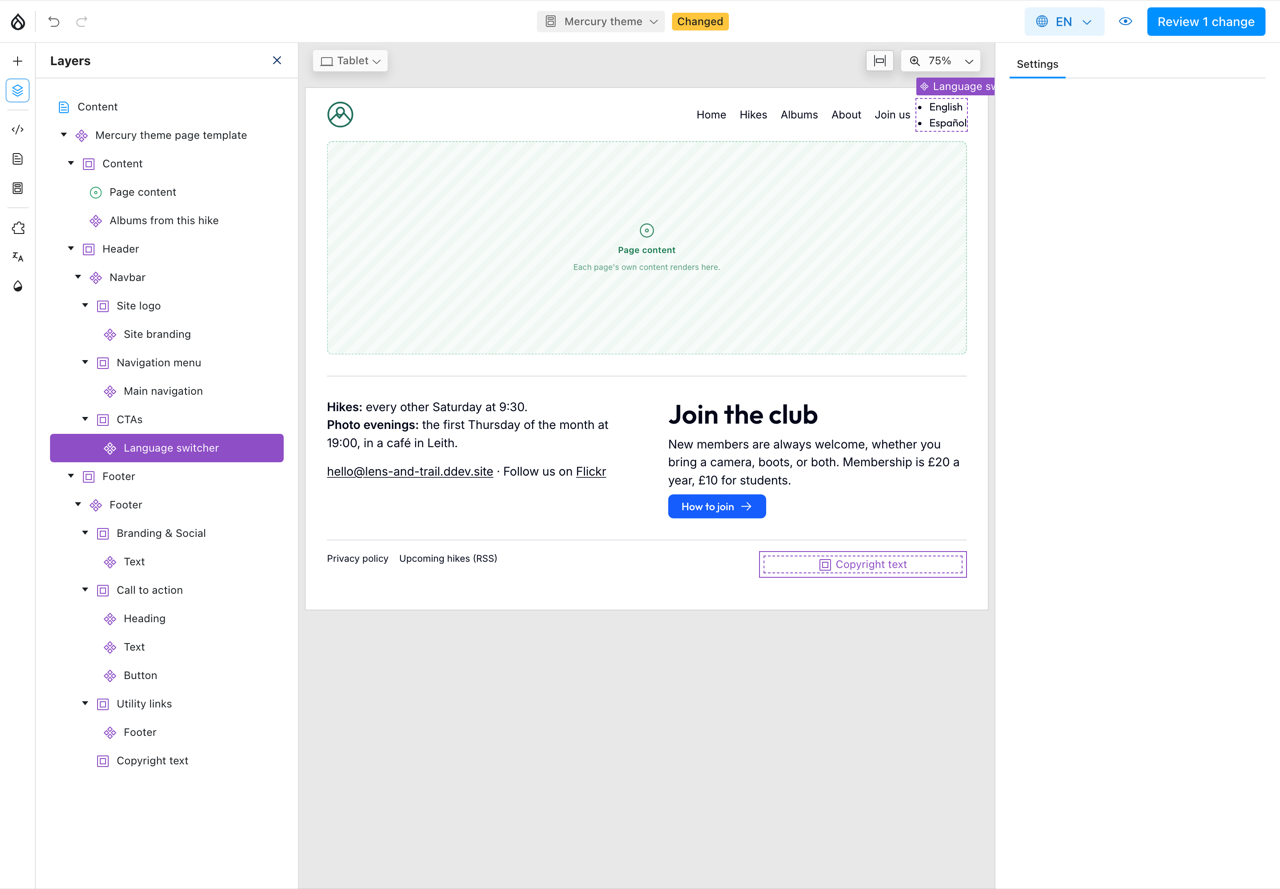 Mercury theme
Changed
EN
Review 1 change
Layers
Tablet
75%
Settings
Content
Mercury theme page template
Content
Page content
Albums from this hike
Header
Navbar
Site logo
Site branding
Navigation menu
Main navigation
CTAs
Language switcher
Footer
Footer
Branding & Social
Text
Call to action
Heading
Text
Button
Utility links
Footer
Copyright text
Language sw
Home Hikes Albums About Join us
English
Español
Page content
Each page's own content renders here.
Hikes: every other Saturday at 9:30.
Photo evenings: the first Thursday of the month at
19:00, in a café in Leith.
hello@lens-and-trail.ddev.site · Follow us on Flickr
Join the club
New members are always welcome, whether you
bring a camera, boots, or both. Membership is £20 a
year, £10 for students.
How to join
Privacy policy Upcoming hikes (RSS)
Copyright text